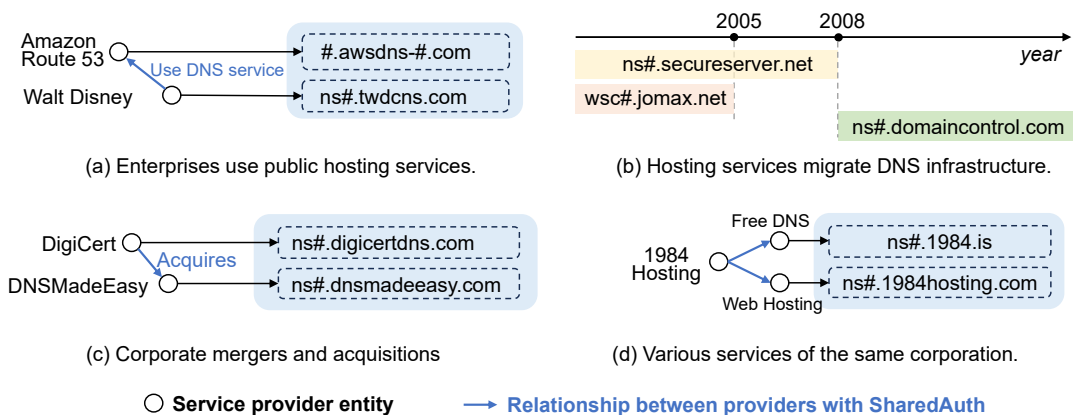 Amazon
Route 53
#.awsdns-#.com
Use DNS service
Walt Disney
ns#.twdcns.com
(a) Enterprises use public hosting services.
2005
2008
year
ns#.secureserver.net
wsc#.jomax.net
ns#.domaincontrol.com
(b) Hosting services migrate DNS infrastructure.
DigiCert
ns#.digicertdns.com
Acquires
DNSMadeEasy
ns#.dnsmadeeasy.com
(c) Corporate mergers and acquisitions
Free DNS
1984
Hosting
ns#.1984.is
ns#.1984hosting.com
Web Hosting
(d) Various services of the same corporation.
Service provider entity
Relationship between providers with SharedAuth